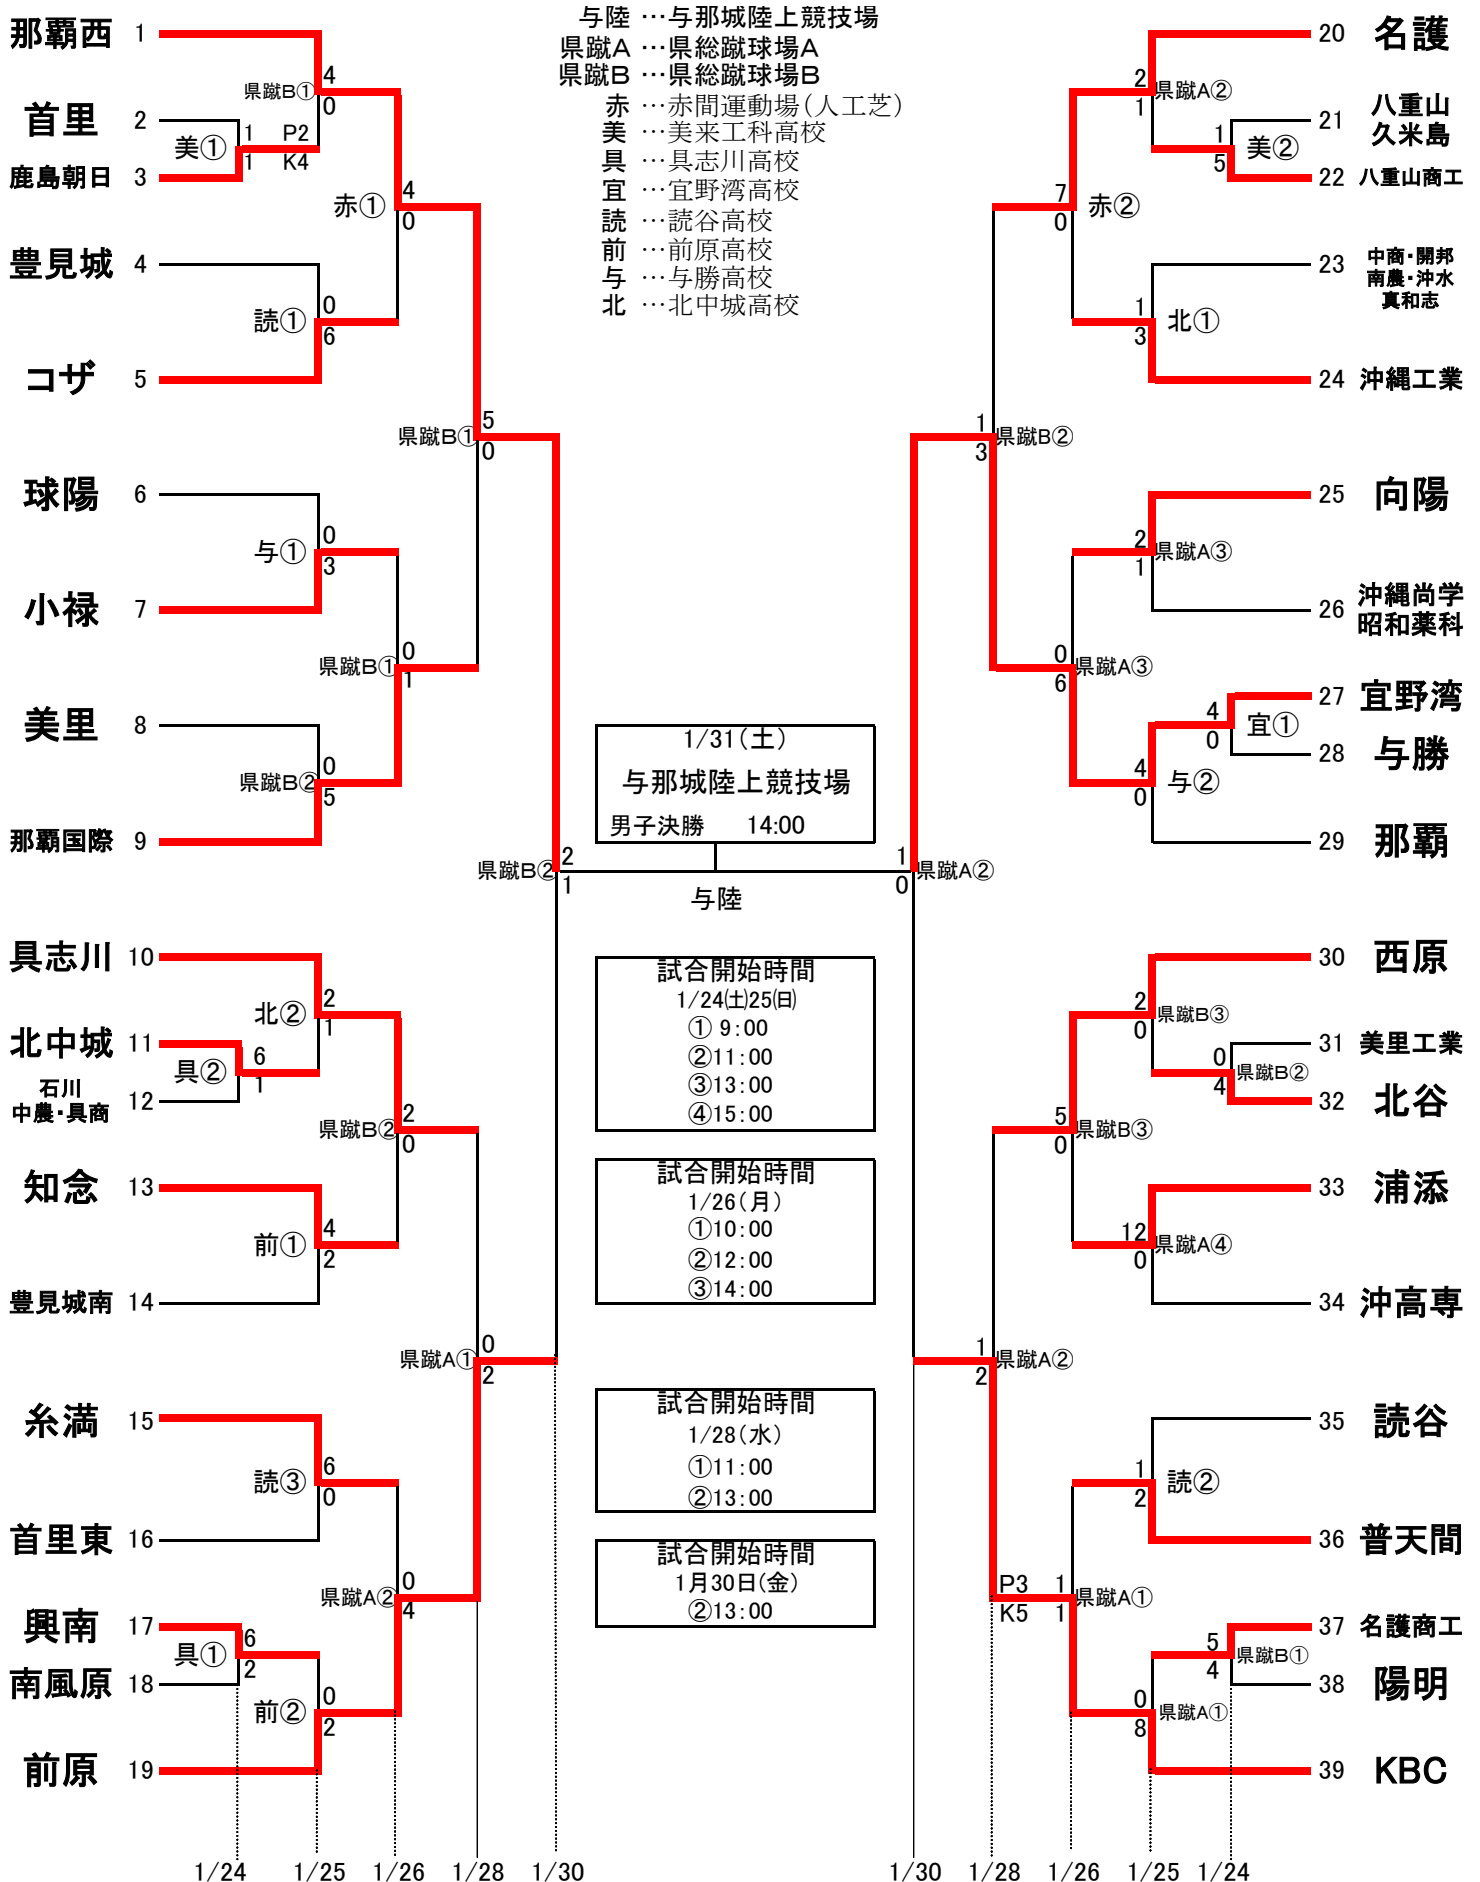 与陸 …与那城陸上競技場
県蹴A …県総蹴球場A
県蹴B …県総蹴球場B
赤 …赤間運動場(人工芝)
美 …美来工科高校
具 …具志川高校
宜 …宜野湾高校
読 …読谷高校
前 …前原高校
与 …与勝高校
北 …北中城高校
那覇西 1
県蹴B① 4
0
首里 2
美① 1 P2
1 K4
鹿島朝日 3
赤① 4
0
豊見城 4
読① 0
6
コザ 5
県蹴B① 5
0
球陽 6
与① 0
3
小禄 7
県蹴B① 0
1
美里 8
県蹴B② 0
5
那覇国際 9
県蹴B② 2
1
具志川 10
北② 2
1
北中城 11
具② 6
1
石川
中農・具商 12
県蹴B② 2
0
知念 13
前① 4
2
豊見城南 14
県蹴A① 0
2
糸満 15
読③ 6
0
首里東 16
県蹴A② 0
4
興南 17
具① 6
2
南風原 18
前② 0
2
前原 19
1/31(土)
与那城陸上競技場
男子決勝 14:00
与陸
試合開始時間
1/24(土)25(日)
① 9:00
②11:00
③13:00
④15:00
試合開始時間
1/26(月)
①10:00
②12:00
③14:00
試合開始時間
1/28(水)
①11:00
②13:00
試合開始時間
1月30日(金)
②13:00
20 名護
2 県蹴A②
1
21 八重山
久米島
1 美②
5
22 八重山商工
7 赤②
0
23 中商・開邦
南農・沖水
真和志
1 北①
3
24 沖縄工業
1 県蹴B②
3
25 向陽
2 県蹴A③
1
26 沖縄尚学
昭和薬科
0 県蹴A③
6
27 宜野湾
4 宜①
0
28 与勝
4 与②
0
29 那覇
1 県蹴A②
0
30 西原
2 県蹴B③
0
31 美里工業
0 県蹴B②
4
32 北谷
5 県蹴B③
0
33 浦添
12 県蹴A④
0
34 沖高専
1 県蹴A②
2
35 読谷
1 読②
2
36 普天間
P3 1 県蹴A①
K5 1
37 名護商工
5 県蹴B①
4
38 陽明
0 県蹴A①
8
39 KBC
1/24 1/25 1/26 1/28 1/30 1/30 1/28 1/26 1/25 1/24